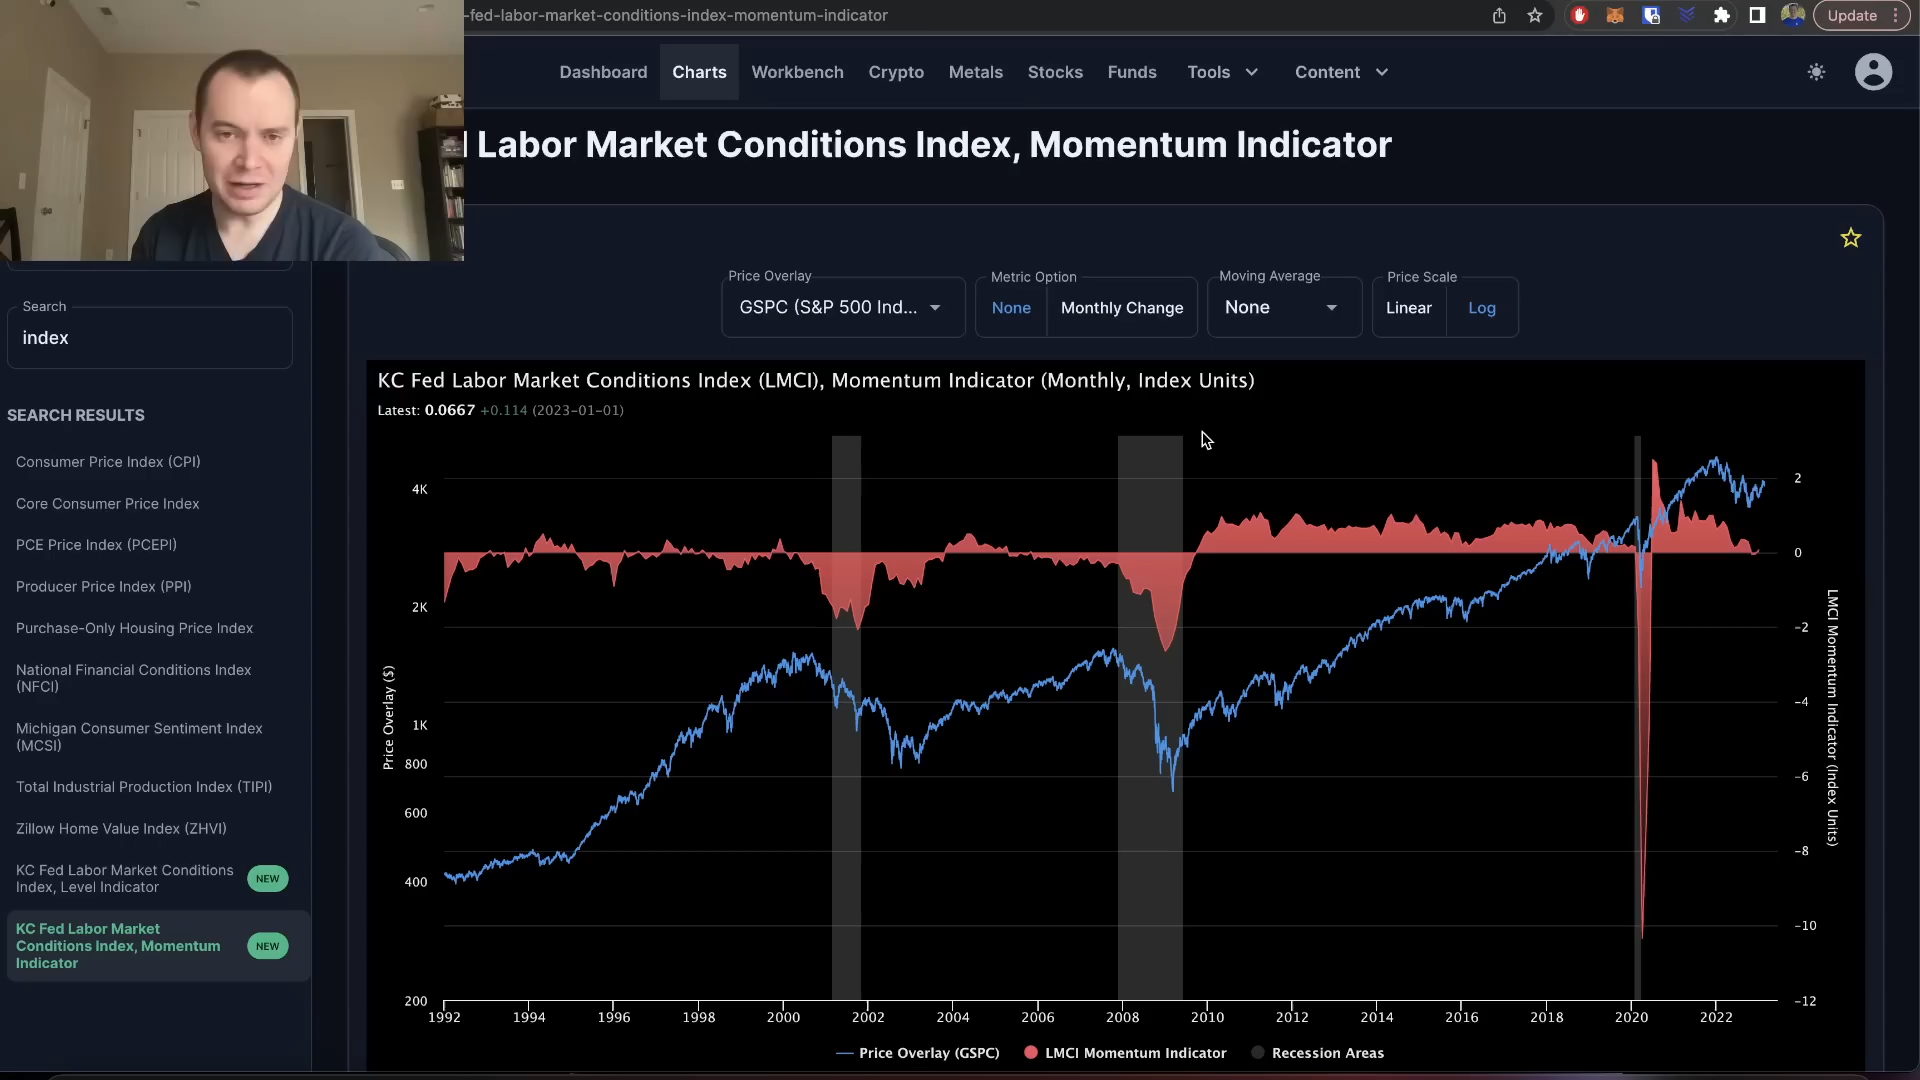 -fed-labor-market-conditions-index-momentum-indicator
Update
Dashboard Charts Workbench Crypto Metals Stocks Funds Tools Content
Labor Market Conditions Index, Momentum Indicator
Search
index
SEARCH RESULTS
Consumer Price Index (CPI)
Core Consumer Price Index
PCE Price Index (PCEPI)
Producer Price Index (PPI)
Purchase-Only Housing Price Index
National Financial Conditions Index
(NFCI)
Michigan Consumer Sentiment Index
(MCSI)
Total Industrial Production Index (TIPI)
Zillow Home Value Index (ZHVI)
KC Fed Labor Market Conditions
Index, Level Indicator
NEW
KC Fed Labor Market
Conditions Index, Momentum
Indicator
NEW
Price Overlay
GSPC (S&P 500 Ind...
Metric Option
None Monthly Change
Moving Average
None
Price Scale
Linear Log
KC Fed Labor Market Conditions Index (LMCI), Momentum Indicator (Monthly, Index Units)
Latest: 0.0667 +0.114 (2023-01-01)
Price Overlay ($)
4K
2K
1K
800
600
400
200
2
0
-2
-4
-6
-8
-10
-12
LMCI Momentum Indicator (Index Units)
1992 1994 1996 1998 2000 2002 2004 2006 2008 2010 2012 2014 2016 2018 2020 2022
Price Overlay (GSPC) LMCI Momentum Indicator Recession Areas